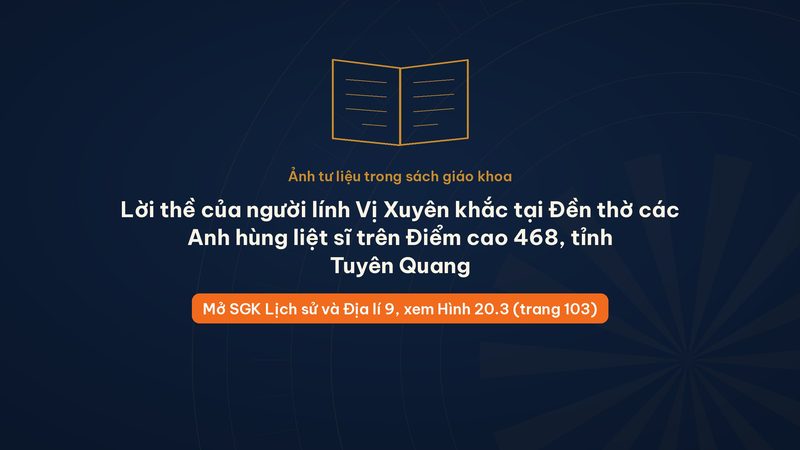 Ảnh tư liệu trong sách giáo khoa
Lời thề của người lính Vị Xuyên khắc tại Đền thờ các
Anh hùng liệt sĩ trên Điểm cao 468, tỉnh
Tuyên Quang
Mở SGK Lịch sử và Địa lí 9, xem Hình 20.3 (trang 103)